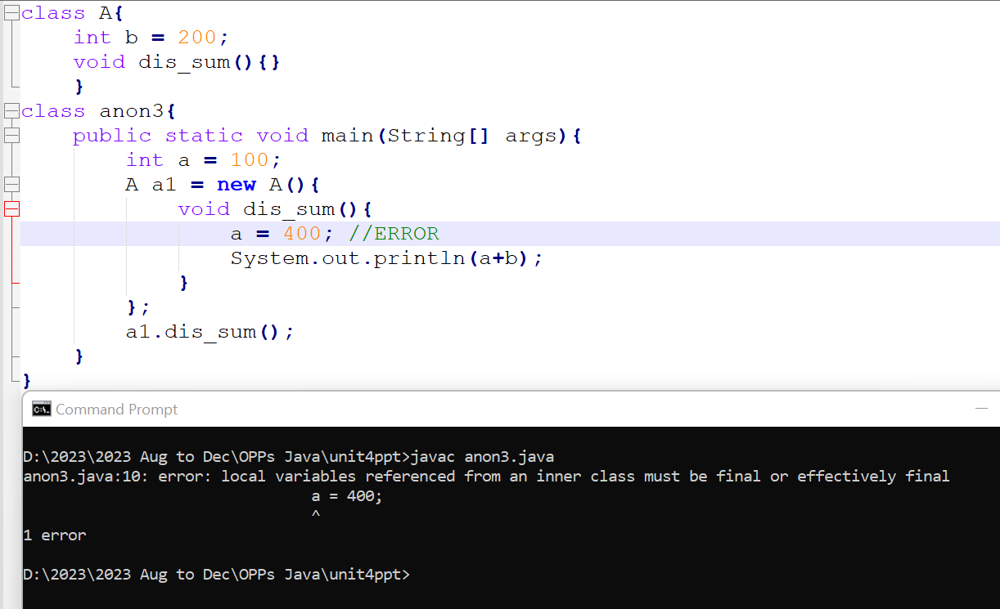 class A{
int b = 200;
void dis_sum(){}
}
class anon3{
public static void main(String[] args){
int a = 100;
A a1 = new A(){
void dis_sum(){
a = 400; //ERROR
System.out.println(a+b);
}
};
a1.dis_sum();
}
}
Command Prompt
D:\2023\2023 Aug to Dec\OPPs Java\unit4ppt>javac anon3.java
anon3.java:10: error: local variables referenced from an inner class must be final or effectively final
a = 400;
^
1 error
D:\2023\2023 Aug to Dec\OPPs Java\unit4ppt>